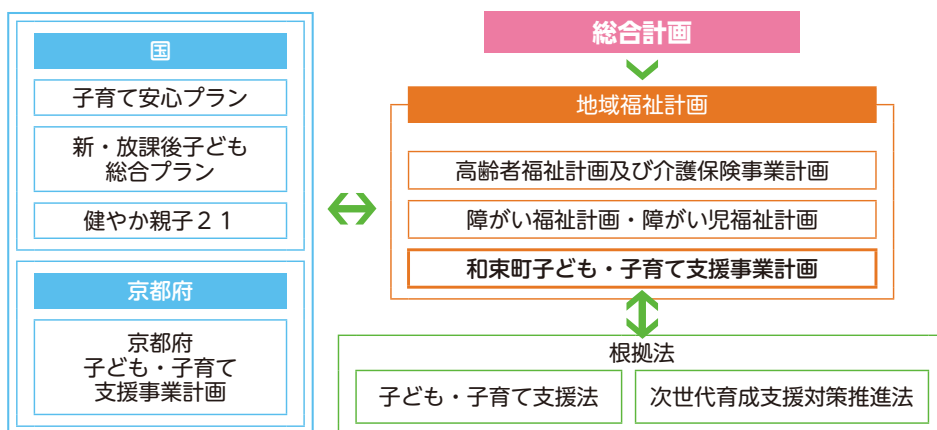 国
子育て安心プラン
新・放課後子ども
総合プラン
健やか親子２１
京都府
京都府
子ども・子育て
支援事業計画
総合計画
地域福祉計画
高齢者福祉計画及び介護保険事業計画
障がい福祉計画・障がい児福祉計画
和束町子ども・子育て支援事業計画
根拠法
子ども・子育て支援法
次世代育成支援対策推進法